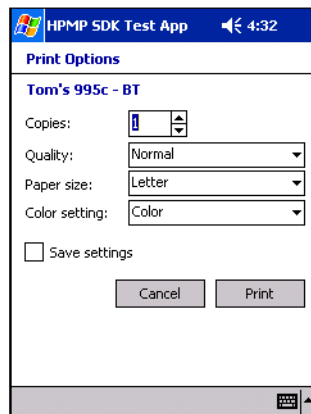 HPMP SDK Test App 4:32
Print Options
Tom's 995c - BT
Copies: 1
Quality: Normal
Paper size: Letter
Color setting: Color
Save settings
Cancel Print